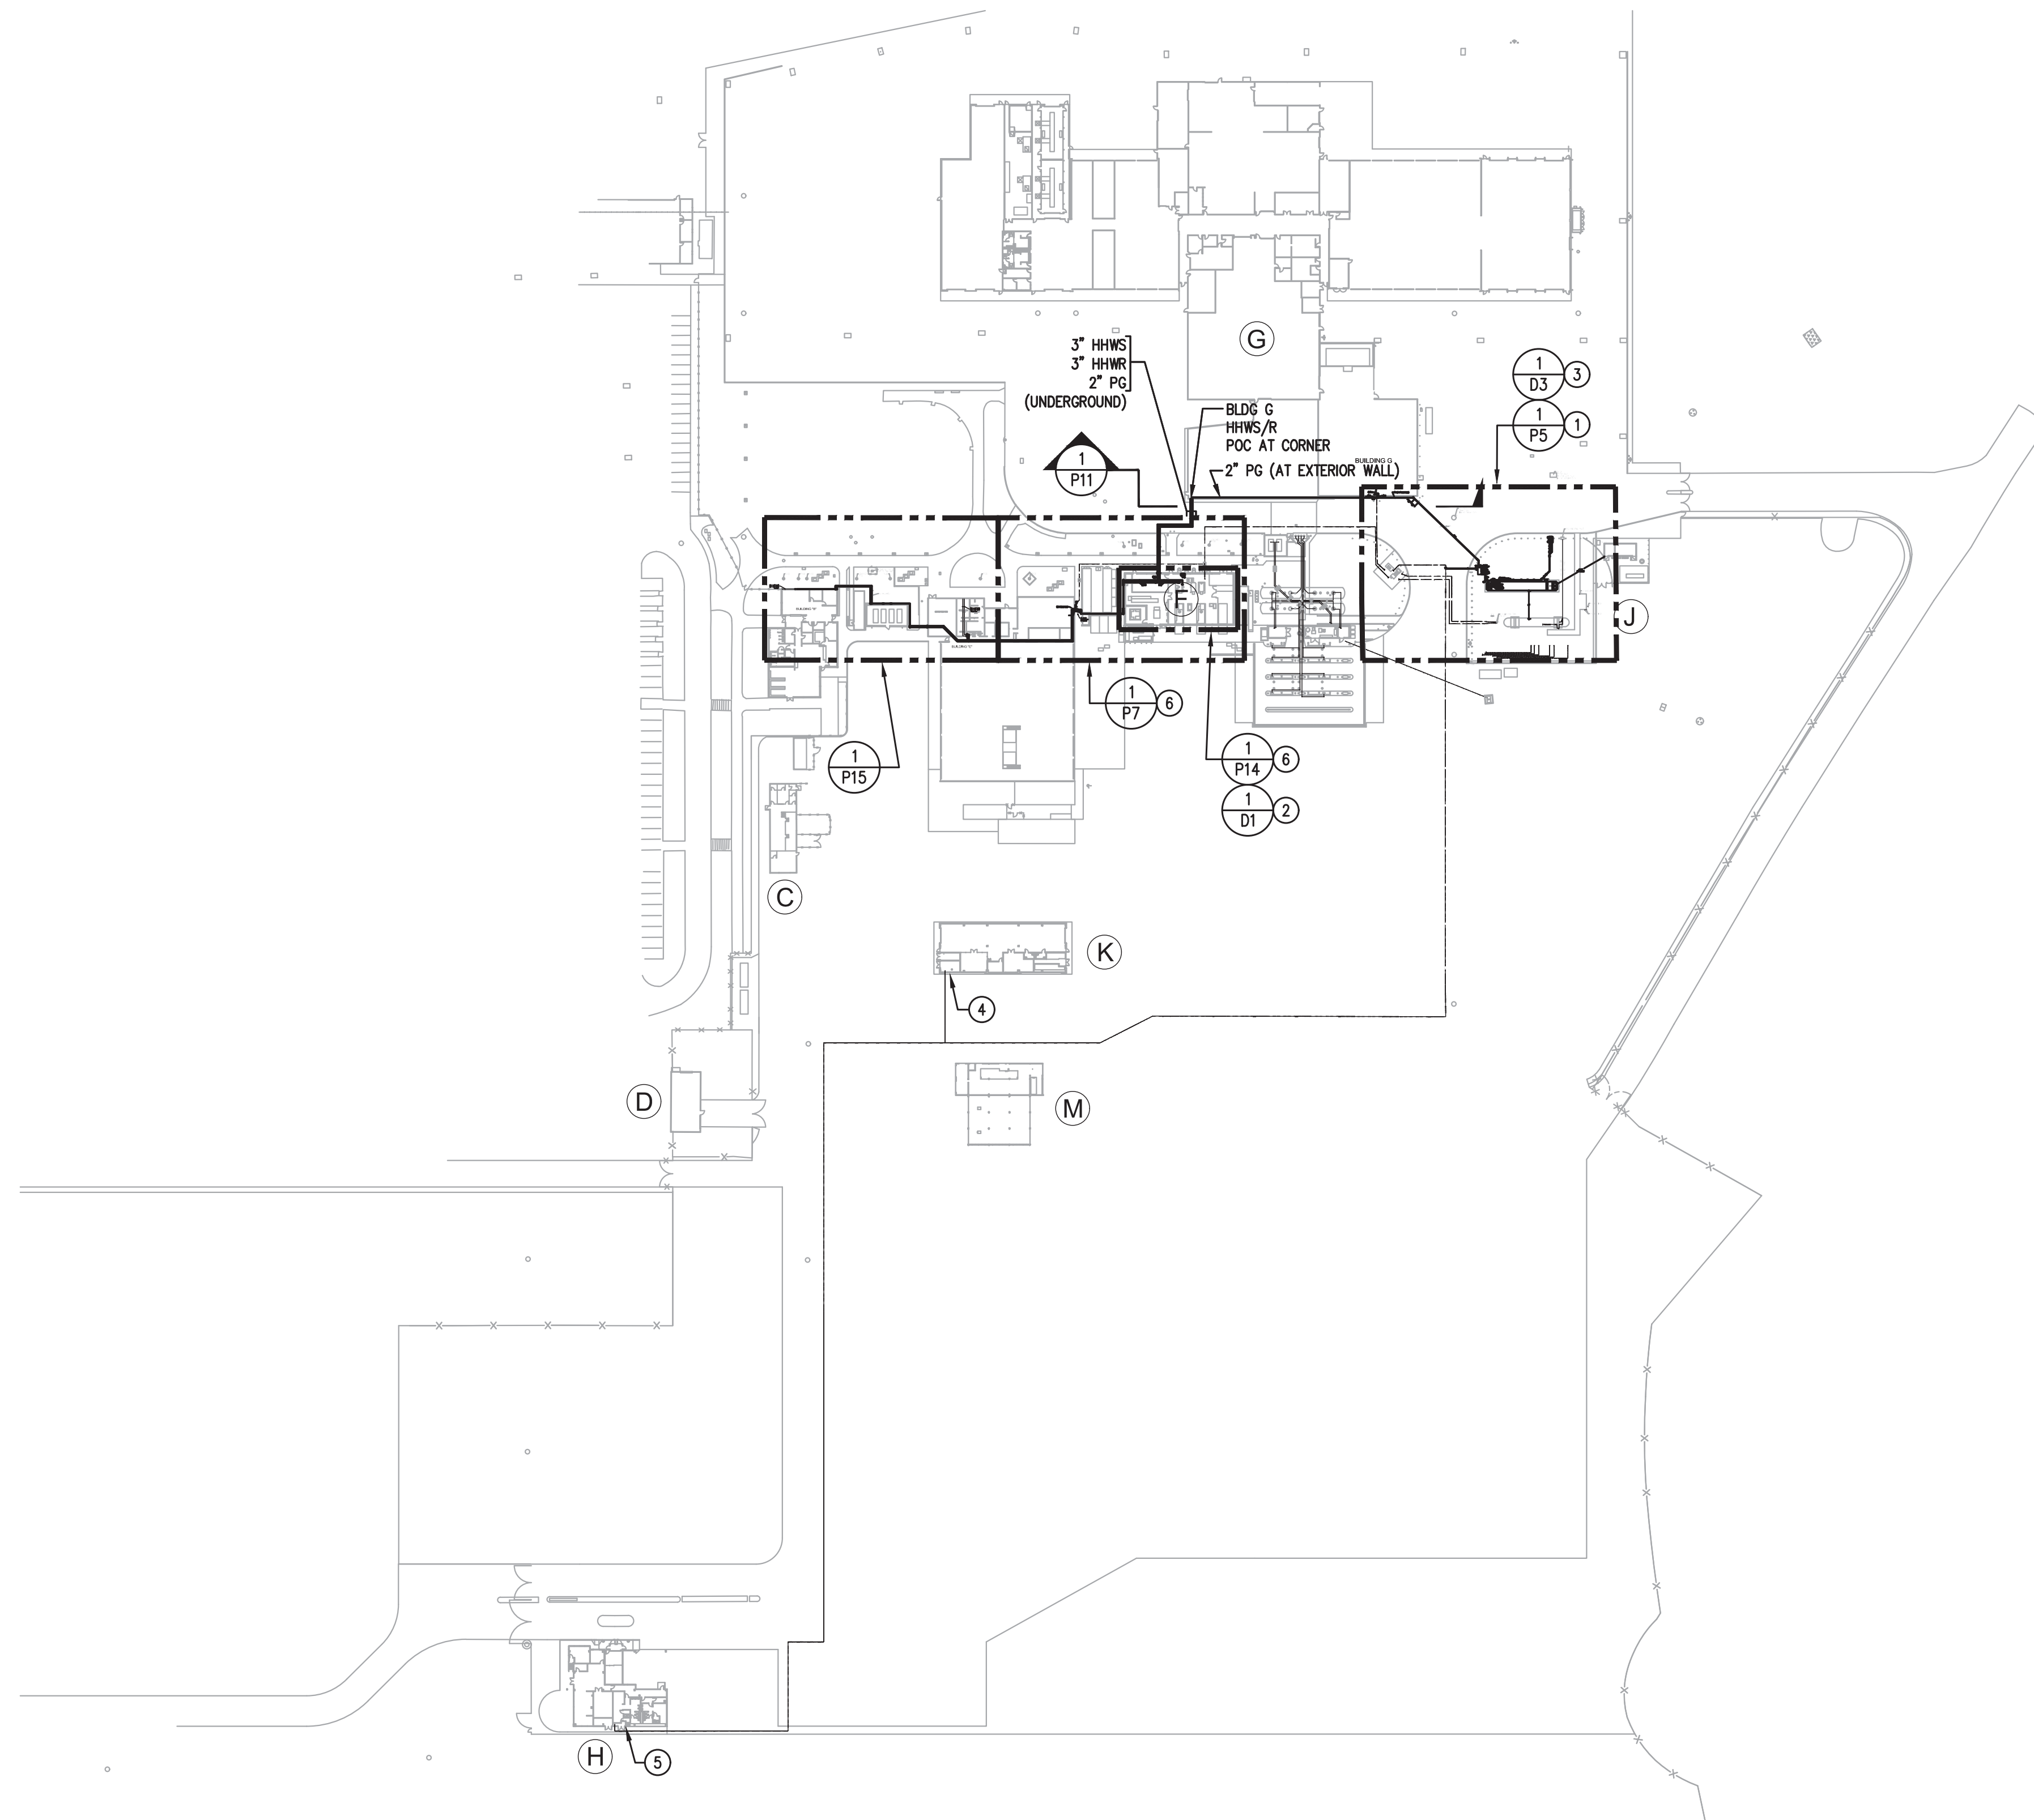 G
3" HHWS
3" HHWR
2" PG
(UNDERGROUND)
1
D3
3
1
P5
1
BLDG G
HHWS/R
POC AT CORNER
BUILDING G
2" PG (AT EXTERIOR WALL)
1
P11
J
1
P7
6
1
P14
6
1
D1
2
1
P15
C
K
4
D
M
H
5